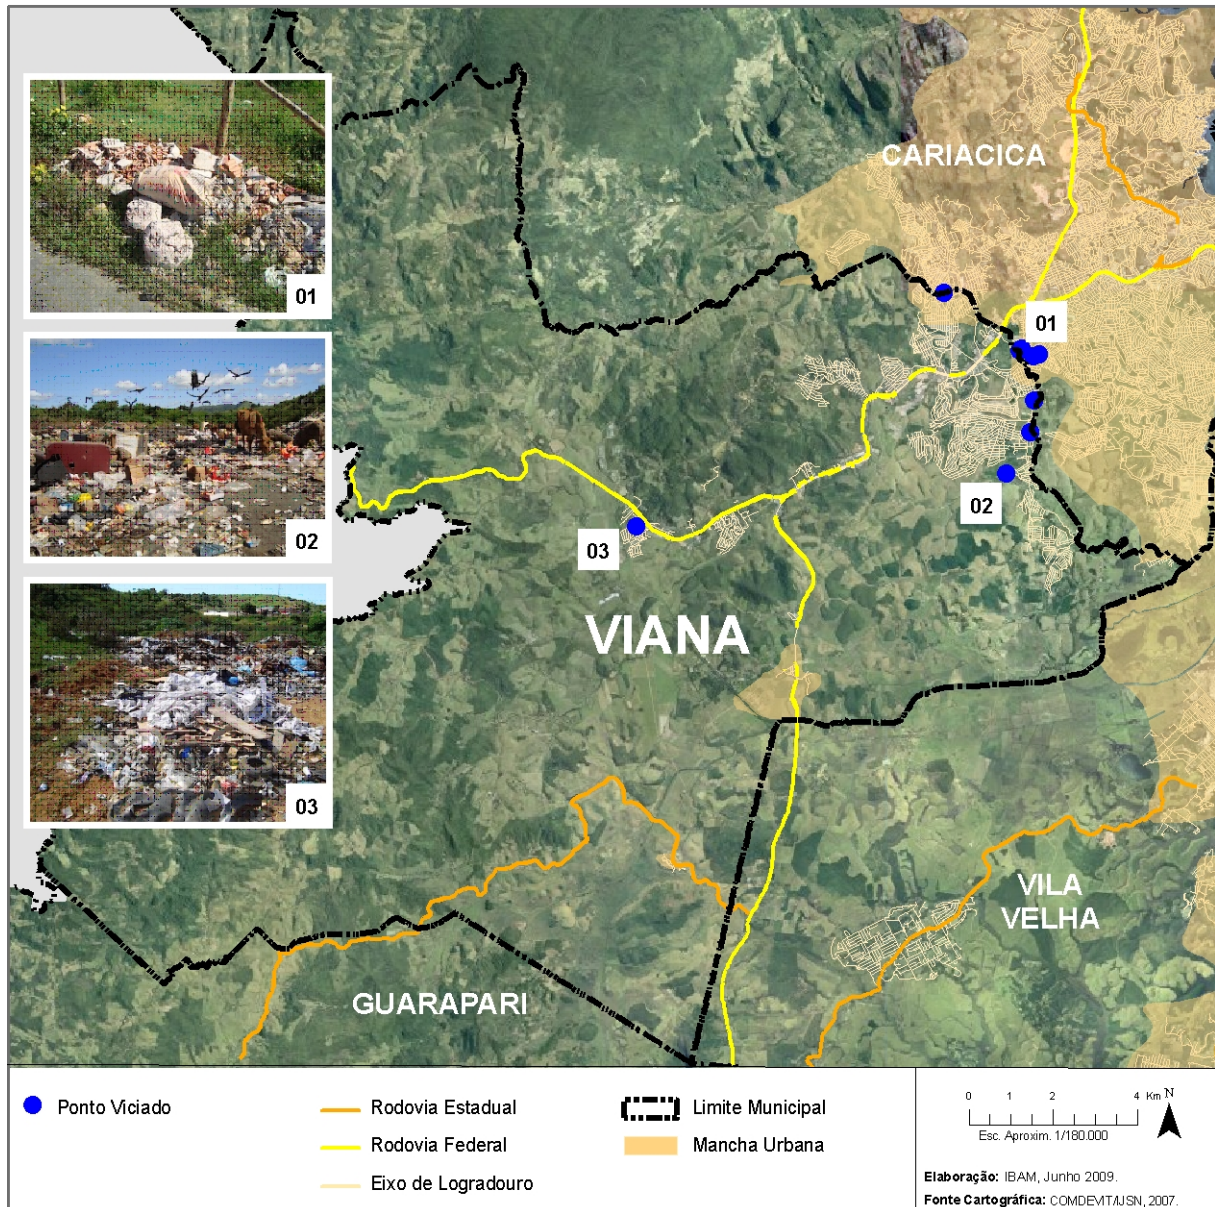 01
02
03
CARIACICA
01
02
03
VIANA
VILA
VELHA
GUARAPARI
Ponto Viciado
Rodovia Estadual
Rodovia Federal
Eixo de Logradouro
Limite Municipal
Mancha Urbana
0 1 2 4 Km N
Esc. Aproxim. 1/180.000
Elaboração: IBAM, Junho 2009.
Fonte Cartográfica: COMDEVIT/IJSN, 2007.